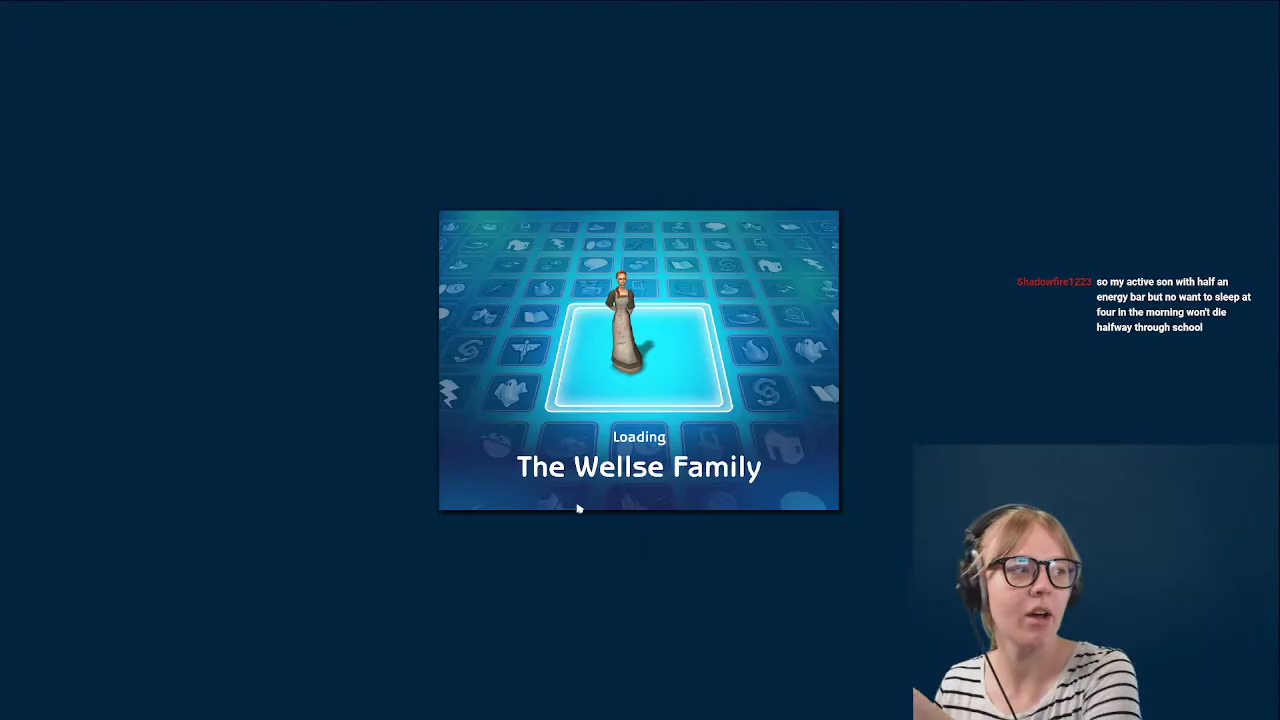 Shadowfire1223 so my active son with half an
energy bar but no want to sleep at
four in the morning won't die
halfway through school
Loading
The Wellse Family